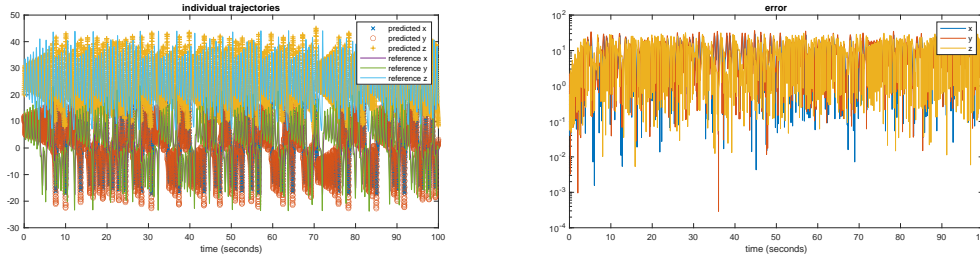 individual trajectories
50
40
30
20
10
0
-10
-20
-30
0 10 20 30 40 50 60 70 80 90 100
time (seconds)
predicted x
predicted y
predicted z
reference x
reference y
reference z
error
10^2
10^1
10^0
10^-1
10^-2
10^-3
10^-4
0 10 20 30 40 50 60 70 80 90
time (seconds)
x
y
z